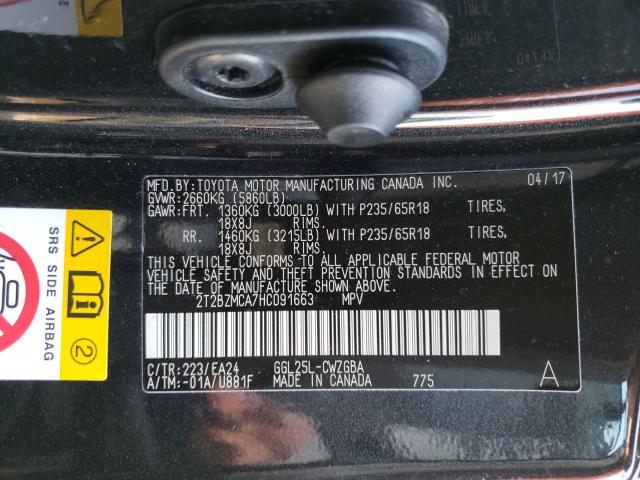 MFD.BY:TOYOTA MOTOR MANUFACTURING CANADA INC. 04/17
GVWR:2660KG (5860LB)
GAWR:FRT. 1360KG (3000LB) WITH P235/65R18 TIRES,
18X8J RIMS.
RR. 1460KG (3215LB) WITH P235/65R18 TIRES,
18X8J RIMS.
THIS VEHICLE CONFORMS TO ALL APPLICABLE FEDERAL MOTOR
VEHICLE SAFETY AND THEFT PREVENTION STANDARDS IN EFFECT ON
THE DATE OF MANUFACTURE SHOWN ABOVE.
2T2BZMCA7HC091663 MPV
C/TR:223/EA24 GGL25L-CWZGBA
A/TM:-01A/U881F MADE IN CANADA 775 A
SRS SIDE AIRBAG
2